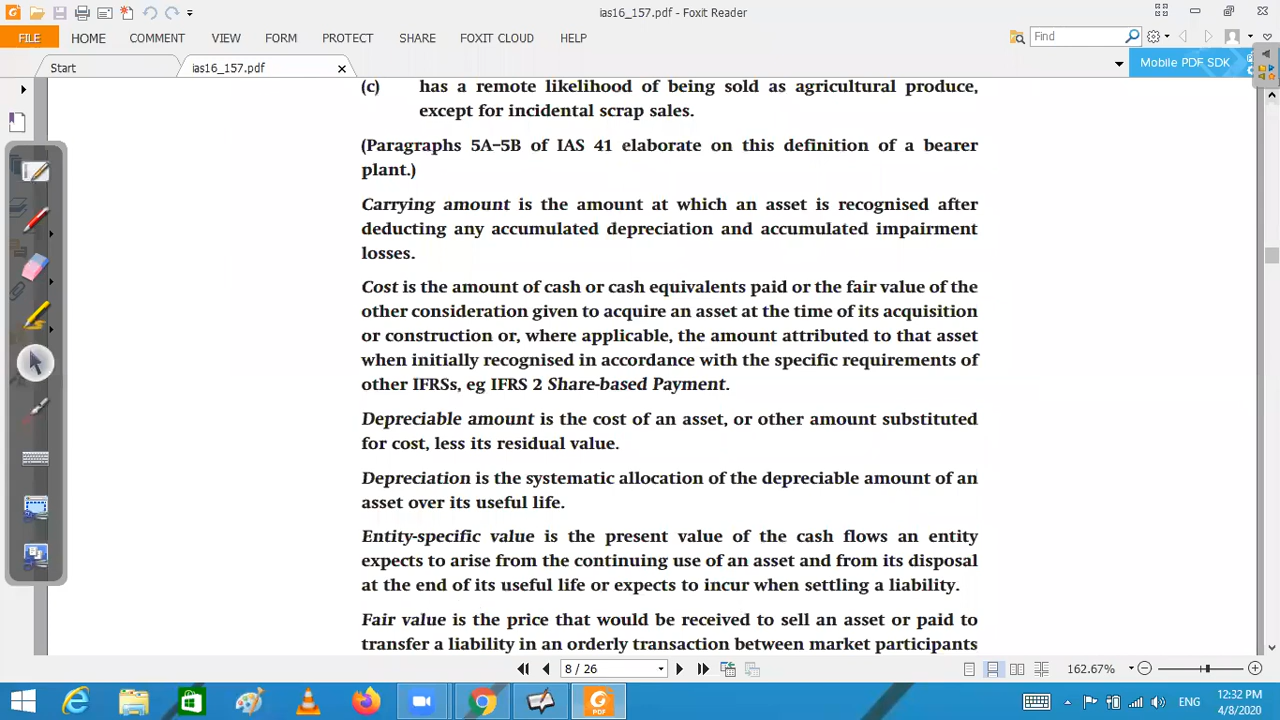 ias16_157.pdf - Foxit Reader
FILE HOME COMMENT VIEW FORM PROTECT SHARE FOXIT CLOUD HELP Find
Start ias16_157.pdf Mobile PDF SDK
(c) has a remote likelihood of being sold as agricultural produce,
except for incidental scrap sales.
(Paragraphs 5A–5B of IAS 41 elaborate on this definition of a bearer
plant.)
Carrying amount is the amount at which an asset is recognised after
deducting any accumulated depreciation and accumulated impairment
losses.
Cost is the amount of cash or cash equivalents paid or the fair value of the
other consideration given to acquire an asset at the time of its acquisition
or construction or, where applicable, the amount attributed to that asset
when initially recognised in accordance with the specific requirements of
other IFRSs, eg IFRS 2 Share-based Payment.
Depreciable amount is the cost of an asset, or other amount substituted
for cost, less its residual value.
Depreciation is the systematic allocation of the depreciable amount of an
asset over its useful life.
Entity-specific value is the present value of the cash flows an entity
expects to arise from the continuing use of an asset and from its disposal
at the end of its useful life or expects to incur when settling a liability.
Fair value is the price that would be received to sell an asset or paid to
transfer a liability in an orderly transaction between market participants
8 / 26 162.67%
ENG 12:32 PM
4/8/2020